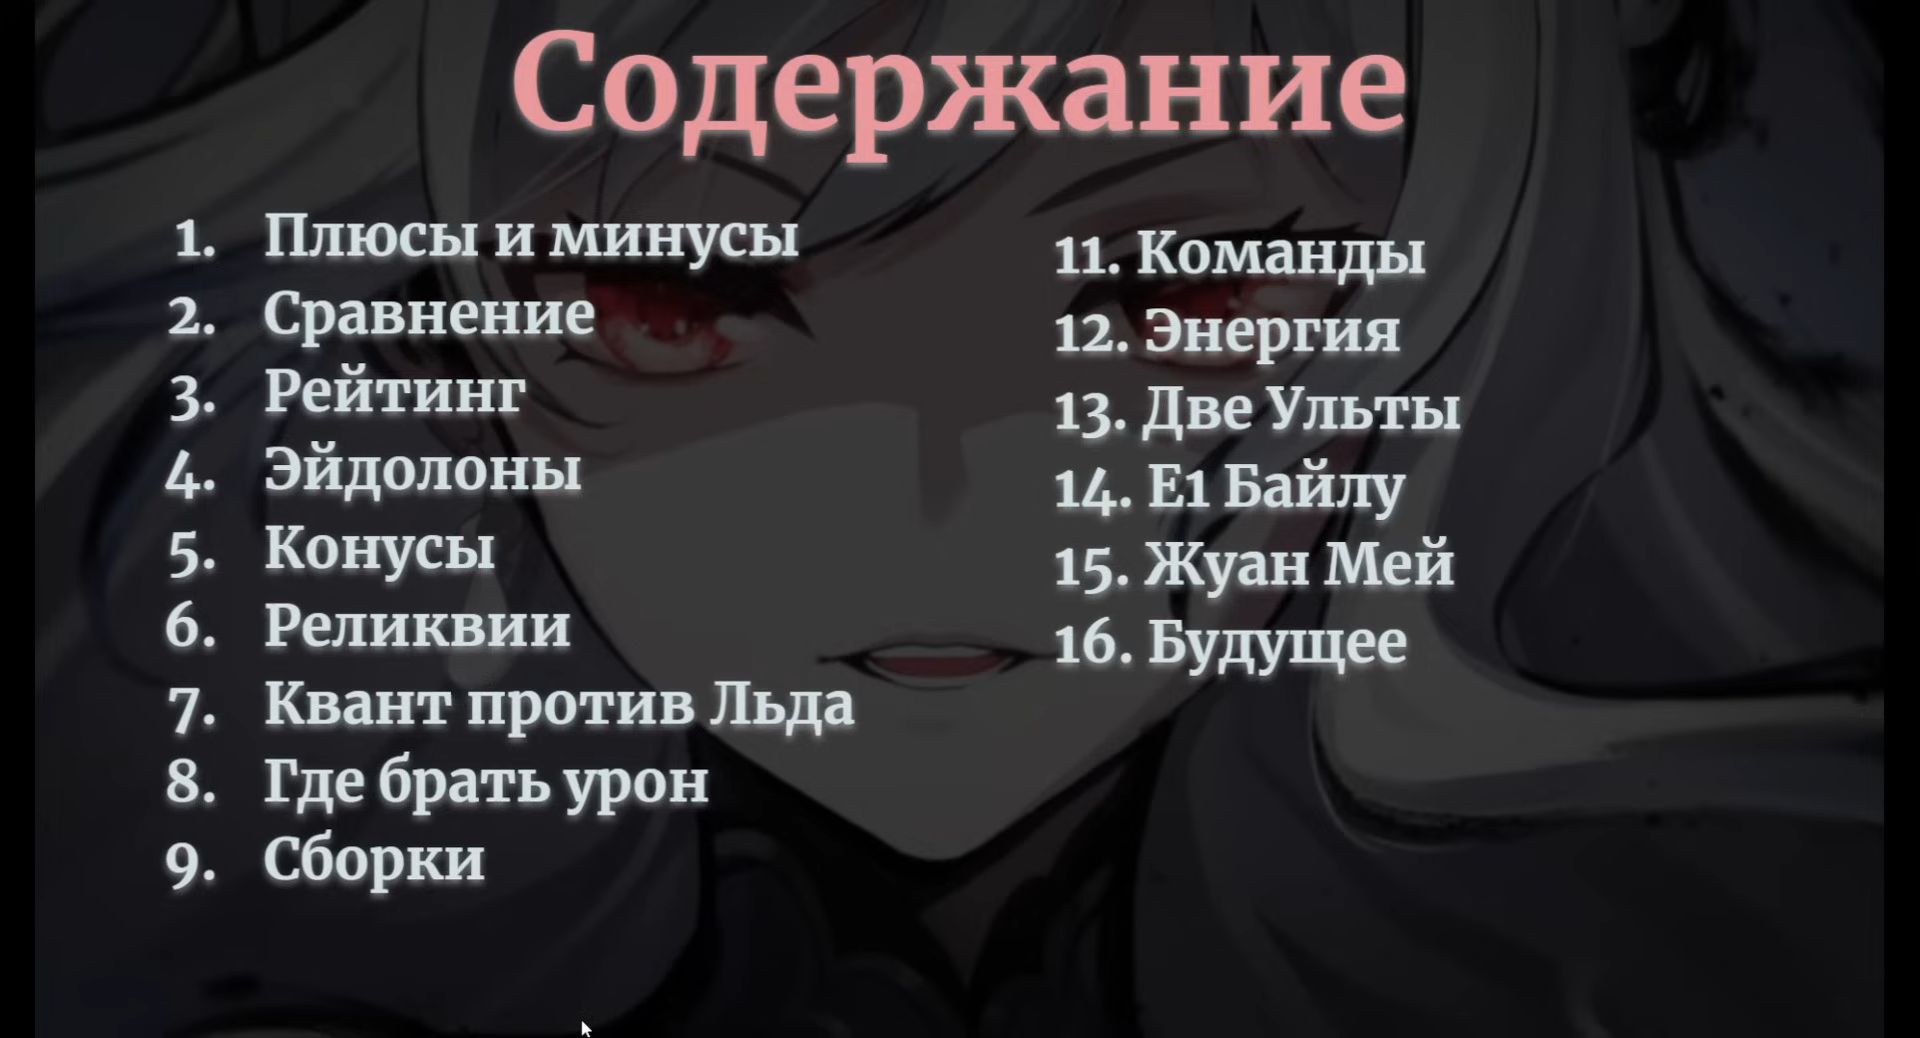 Содержание
1. Плюсы и минусы
2. Сравнение
3. Рейтинг
4. Эйдолоны
5. Конусы
6. Реликвии
7. Квант против Льда
8. Где брать урон
9. Сборки
11. Команды
12. Энергия
13. Две Ульты
14. Е1 Байлу
15. Жуан Мей
16. Будущее